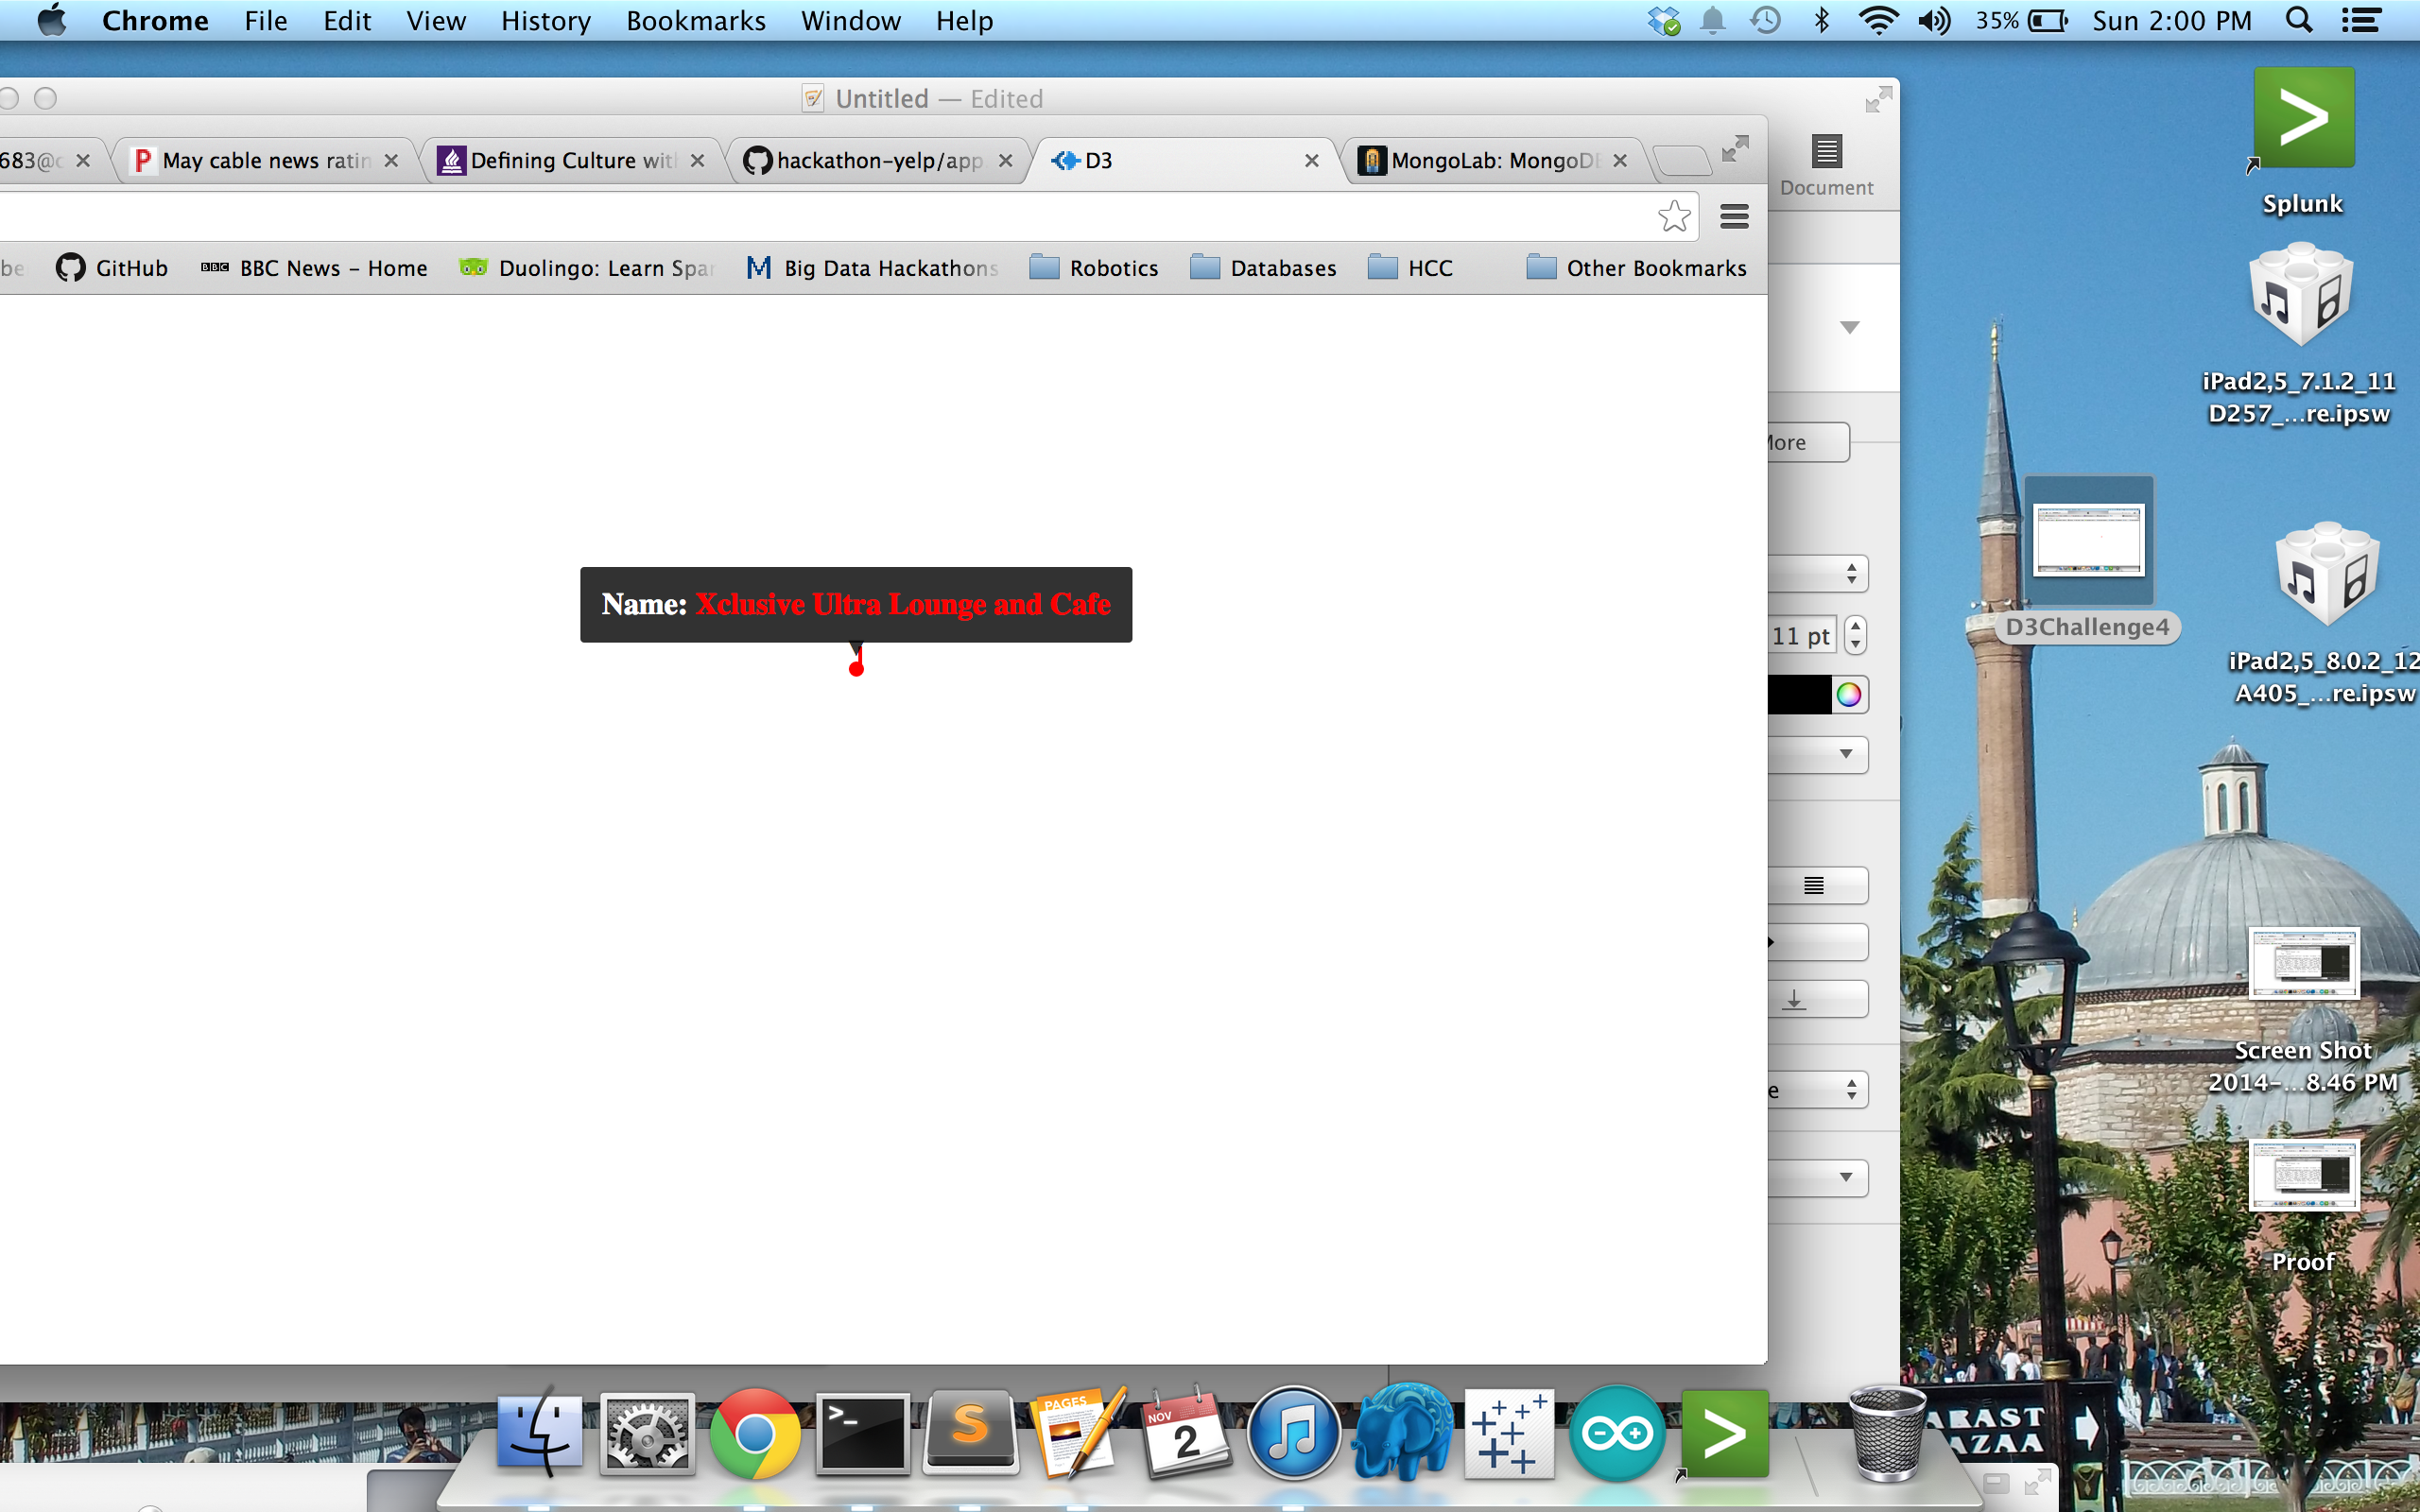 Chrome File Edit View History Bookmarks Window Help 35% Sun 2:00 PM
Untitled — Edited
683@c May cable news ratin Defining Culture wit hackathon-yelp/app D3 MongoLab: MongoDB
Document
be GitHub BBC BBC News – Home Duolingo: Learn Spar M Big Data Hackathons Robotics Databases HCC Other Bookmarks
More
Name: Xclusive Ultra Lounge and Cafe
11 pt
e
Splunk
iPad2,5_7.1.2_11
D257_...re.ipsw
D3Challenge4
iPad2,5_8.0.2_12
A405_...re.ipsw
Screen Shot
2014-...8.46 PM
Proof
PAGES
NOV
2
ARAST
AZAA